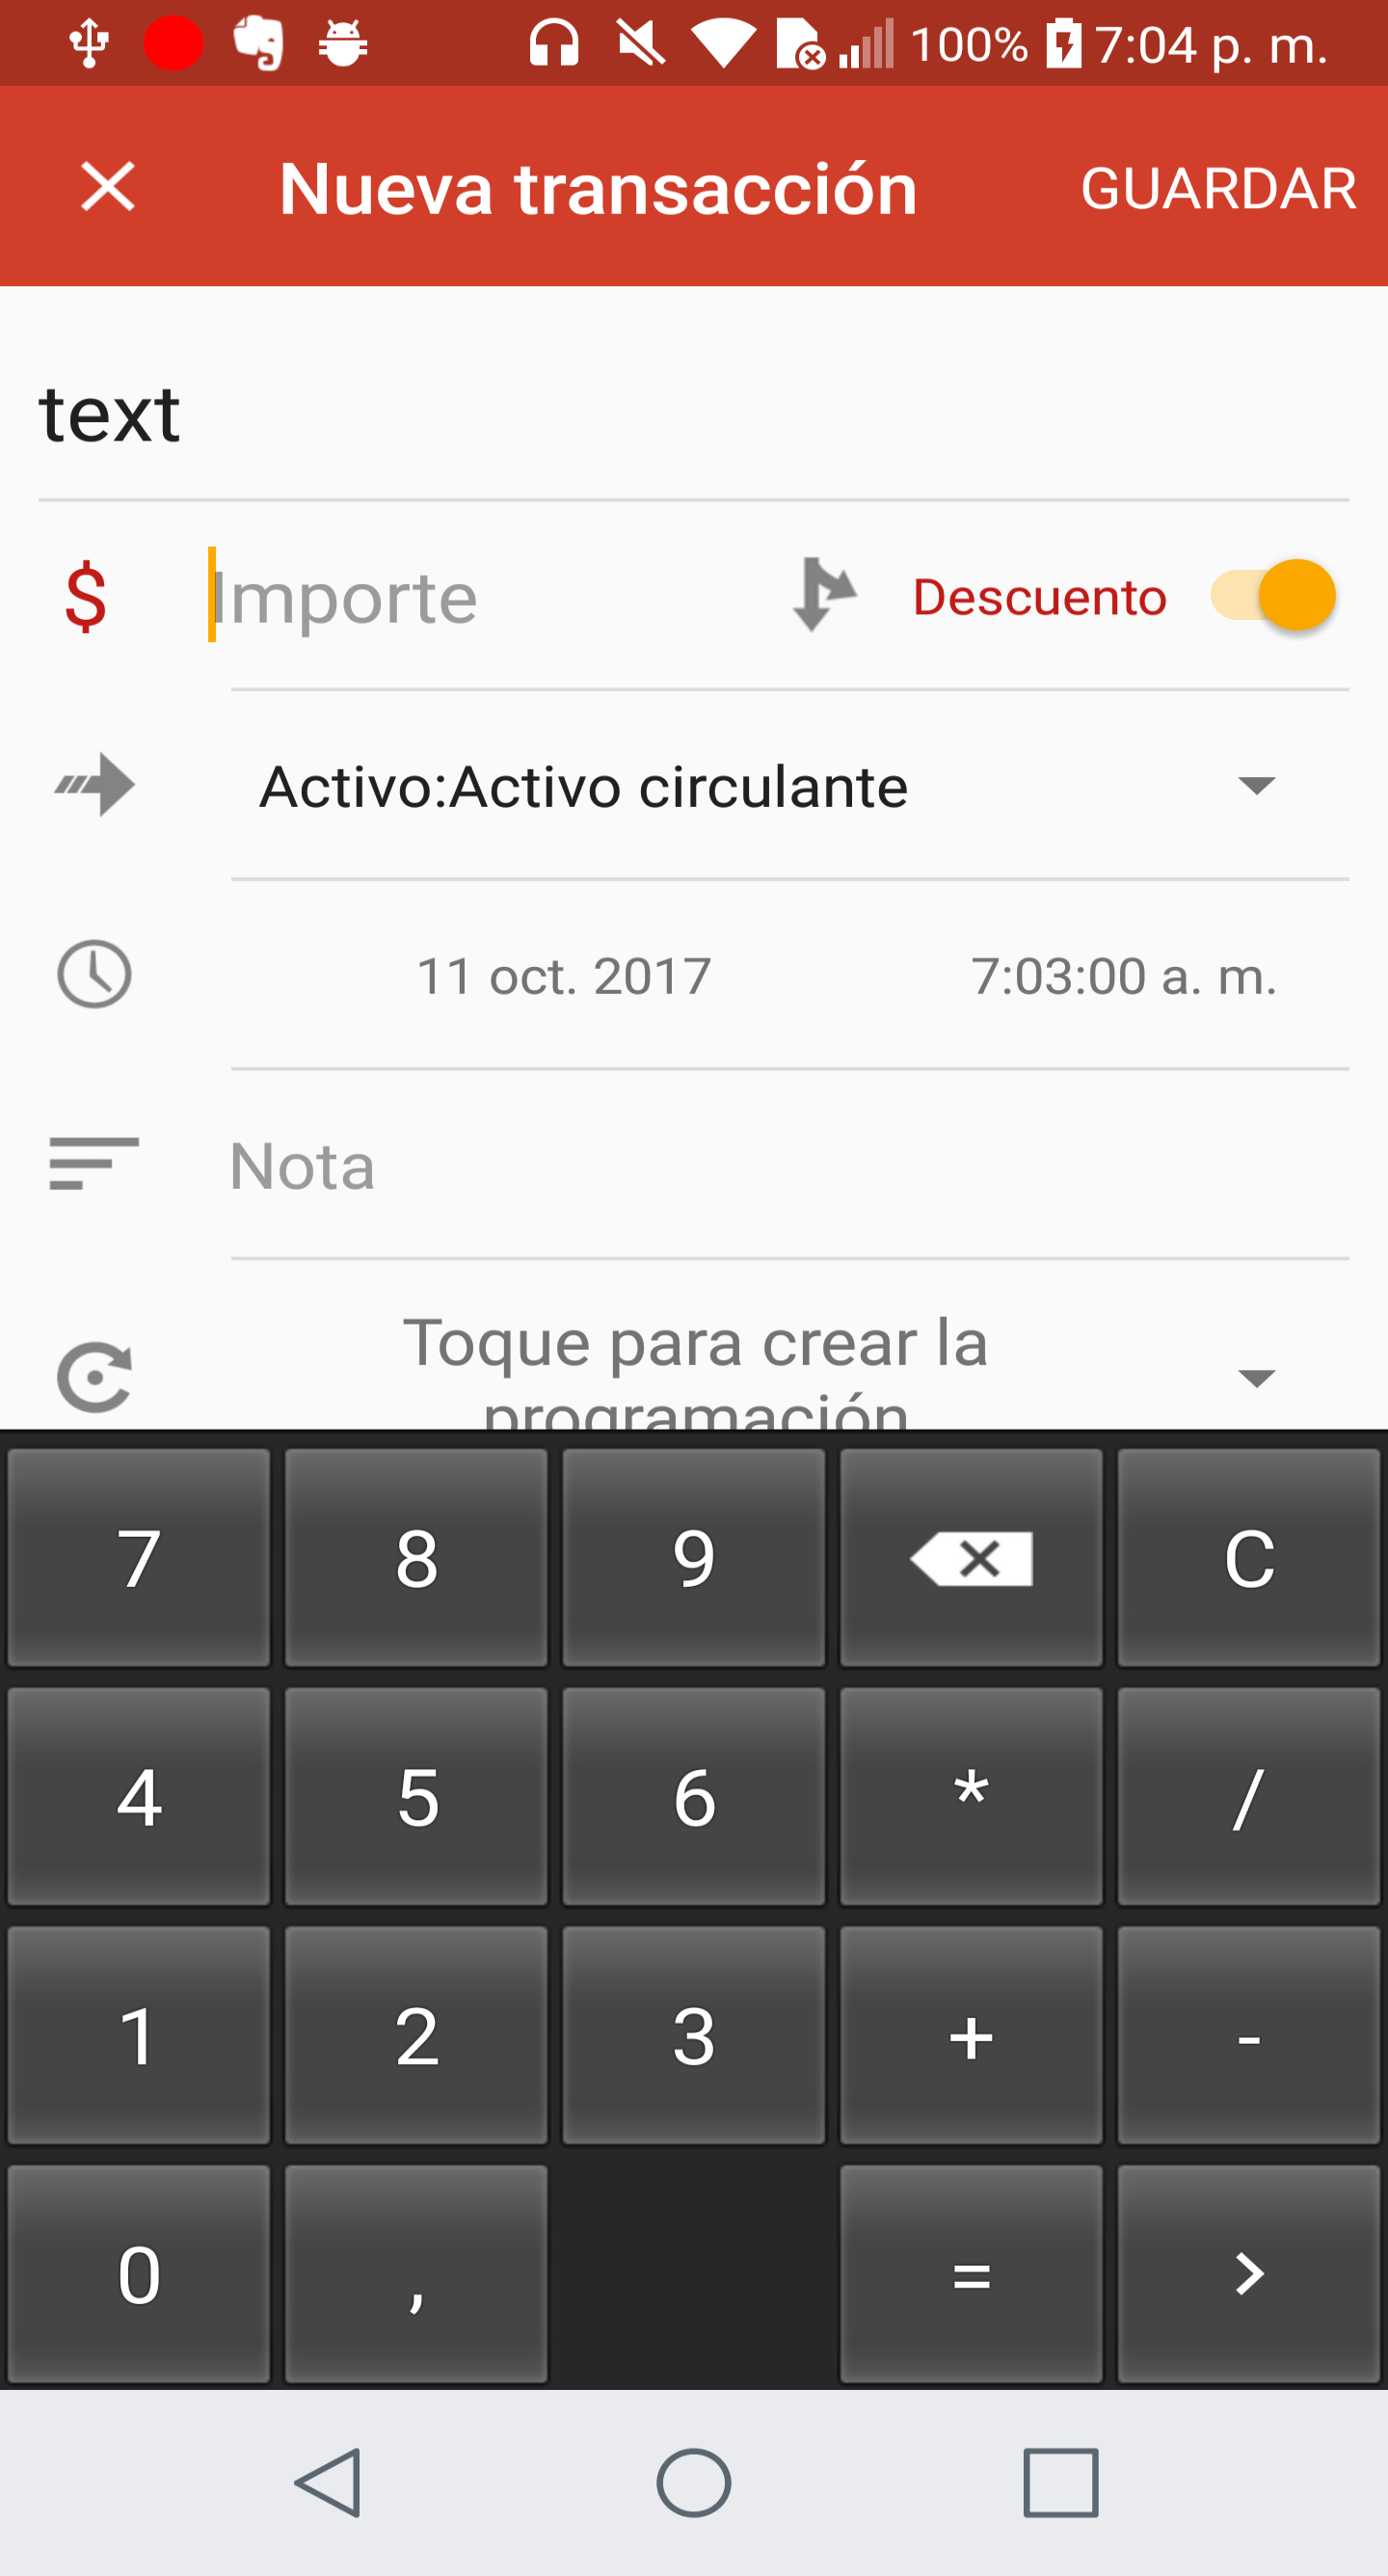 100% 7:04 p. m.
Nueva transacción GUARDAR
text
$ Importe Descuento
Activo:Activo circulante
11 oct. 2017 7:03:00 a. m.
Nota
Toque para crear la
programación
7 8 9 C
4 5 6 * /
1 2 3 + -
0 , = >